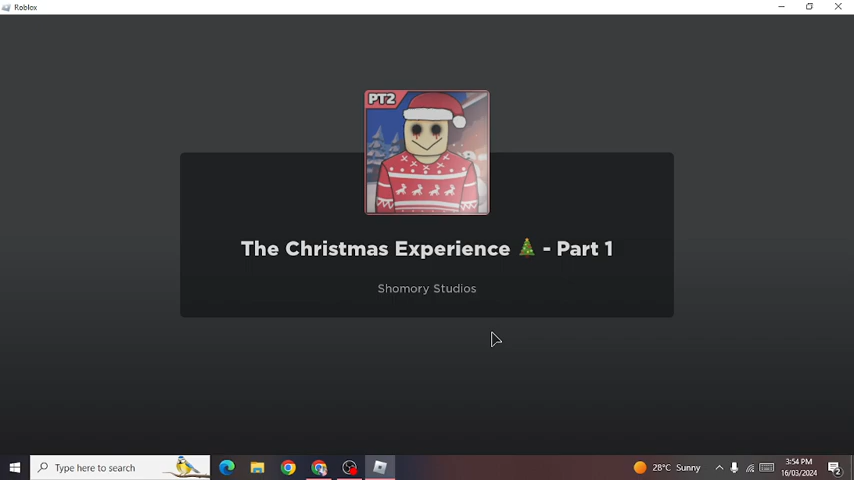 Roblox
PT2
The Christmas Experience 🎄 - Part 1
Shomory Studios
Type here to search
28°C Sunny
3:54 PM
16/03/2024
2